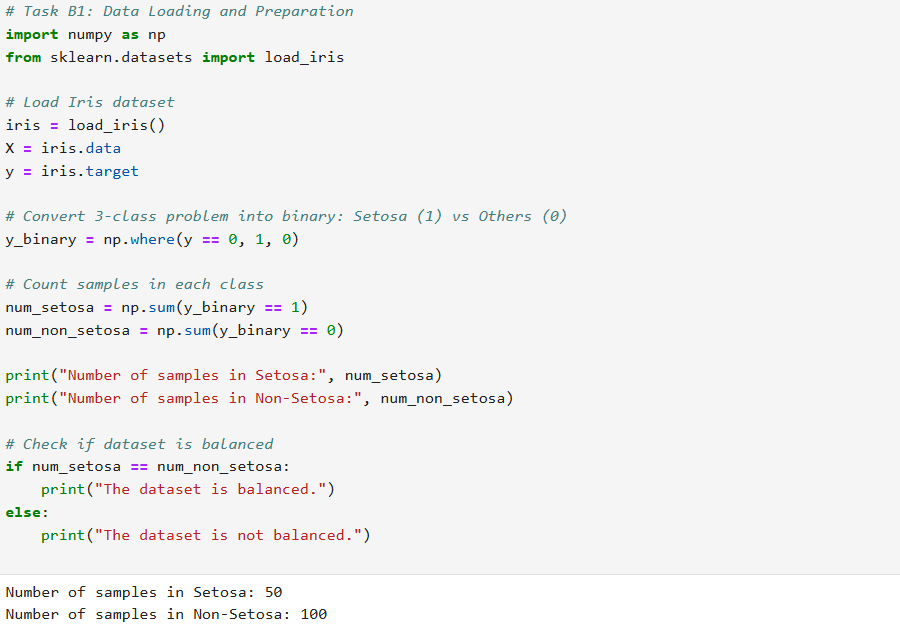 # Task B1: Data Loading and Preparation
import numpy as np
from sklearn.datasets import load_iris

# Load Iris dataset
iris = load_iris()
X = iris.data
y = iris.target

# Convert 3-class problem into binary: Setosa (1) vs Others (0)
y_binary = np.where(y == 0, 1, 0)

# Count samples in each class
num_setosa = np.sum(y_binary == 1)
num_non_setosa = np.sum(y_binary == 0)

print("Number of samples in Setosa:", num_setosa)
print("Number of samples in Non-Setosa:", num_non_setosa)

# Check if dataset is balanced
if num_setosa == num_non_setosa:
    print("The dataset is balanced.")
else:
    print("The dataset is not balanced.")

Number of samples in Setosa: 50
Number of samples in Non-Setosa: 100